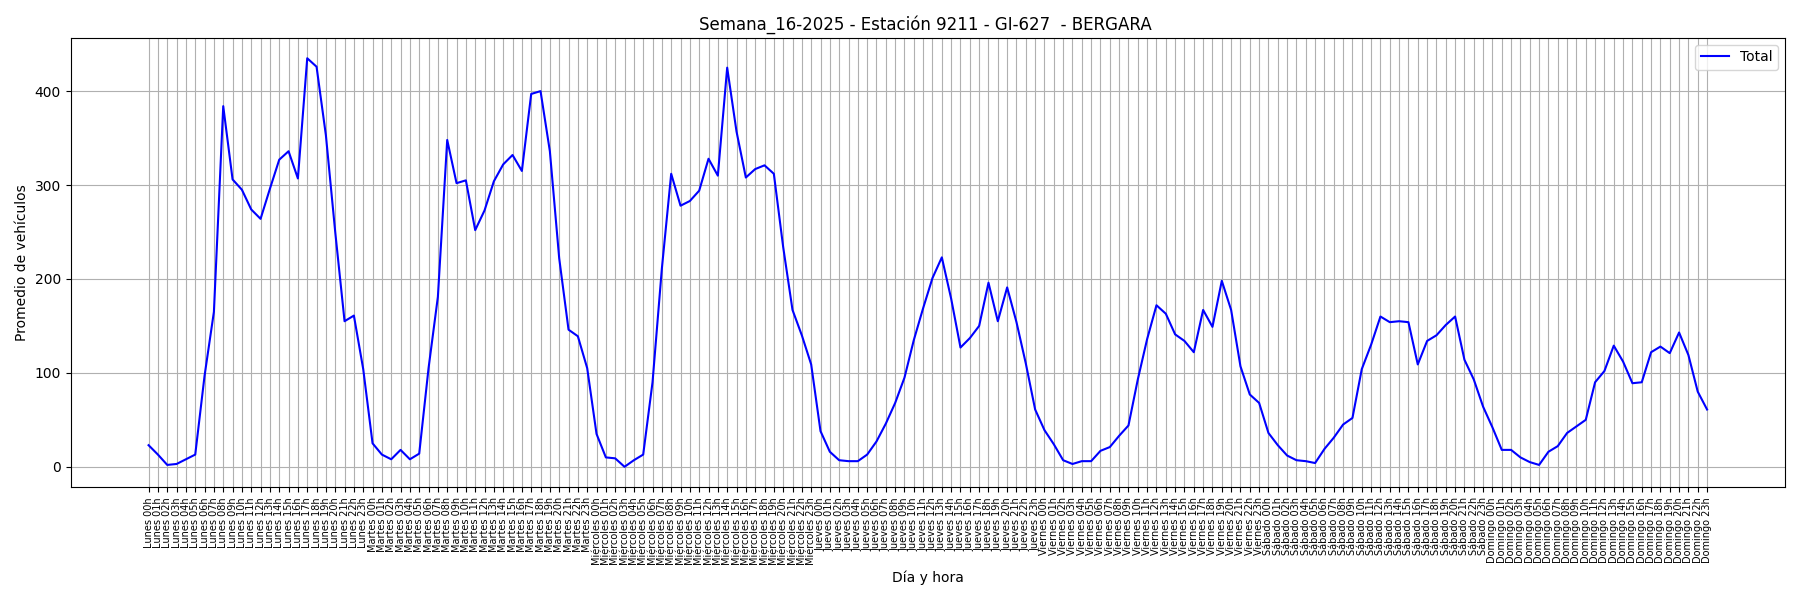 Semana_16-2025 - Estación 9211 - GI-627 - BERGARA
Total
Promedio de vehículos
400
300
200
100
0
Lunes 00h
Lunes 01h
Lunes 02h
Lunes 03h
Lunes 04h
Lunes 05h
Lunes 06h
Lunes 07h
Lunes 08h
Lunes 09h
Lunes 10h
Lunes 11h
Lunes 12h
Lunes 13h
Lunes 14h
Lunes 15h
Lunes 16h
Lunes 17h
Lunes 18h
Lunes 19h
Lunes 20h
Lunes 21h
Lunes 22h
Lunes 23h
Martes 00h
Martes 01h
Martes 02h
Martes 03h
Martes 04h
Martes 05h
Martes 06h
Martes 07h
Martes 08h
Martes 09h
Martes 10h
Martes 11h
Martes 12h
Martes 13h
Martes 14h
Martes 15h
Martes 16h
Martes 17h
Martes 18h
Martes 19h
Martes 20h
Martes 21h
Martes 22h
Martes 23h
Miércoles 00h
Miércoles 01h
Miércoles 02h
Miércoles 03h
Miércoles 04h
Miércoles 05h
Miércoles 06h
Miércoles 07h
Miércoles 08h
Miércoles 09h
Miércoles 10h
Miércoles 11h
Miércoles 12h
Miércoles 13h
Miércoles 14h
Miércoles 15h
Miércoles 16h
Miércoles 17h
Miércoles 18h
Miércoles 19h
Miércoles 20h
Miércoles 21h
Miércoles 22h
Miércoles 23h
Jueves 00h
Jueves 01h
Jueves 02h
Jueves 03h
Jueves 04h
Jueves 05h
Jueves 06h
Jueves 07h
Jueves 08h
Jueves 09h
Jueves 10h
Jueves 11h
Jueves 12h
Jueves 13h
Jueves 14h
Jueves 15h
Jueves 16h
Jueves 17h
Jueves 18h
Jueves 19h
Jueves 20h
Jueves 21h
Jueves 22h
Jueves 23h
Viernes 00h
Viernes 01h
Viernes 02h
Viernes 03h
Viernes 04h
Viernes 05h
Viernes 06h
Viernes 07h
Viernes 08h
Viernes 09h
Viernes 10h
Viernes 11h
Viernes 12h
Viernes 13h
Viernes 14h
Viernes 15h
Viernes 16h
Viernes 17h
Viernes 18h
Viernes 19h
Viernes 20h
Viernes 21h
Viernes 22h
Viernes 23h
Sábado 00h
Sábado 01h
Sábado 02h
Sábado 03h
Sábado 04h
Sábado 05h
Sábado 06h
Sábado 07h
Sábado 08h
Sábado 09h
Sábado 10h
Sábado 11h
Sábado 12h
Sábado 13h
Sábado 14h
Sábado 15h
Sábado 16h
Sábado 17h
Sábado 18h
Sábado 19h
Sábado 20h
Sábado 21h
Sábado 22h
Sábado 23h
Domingo 00h
Domingo 01h
Domingo 02h
Domingo 03h
Domingo 04h
Domingo 05h
Domingo 06h
Domingo 07h
Domingo 08h
Domingo 09h
Domingo 10h
Domingo 11h
Domingo 12h
Domingo 13h
Domingo 14h
Domingo 15h
Domingo 16h
Domingo 17h
Domingo 18h
Domingo 19h
Domingo 20h
Domingo 21h
Domingo 22h
Domingo 23h
Día y hora